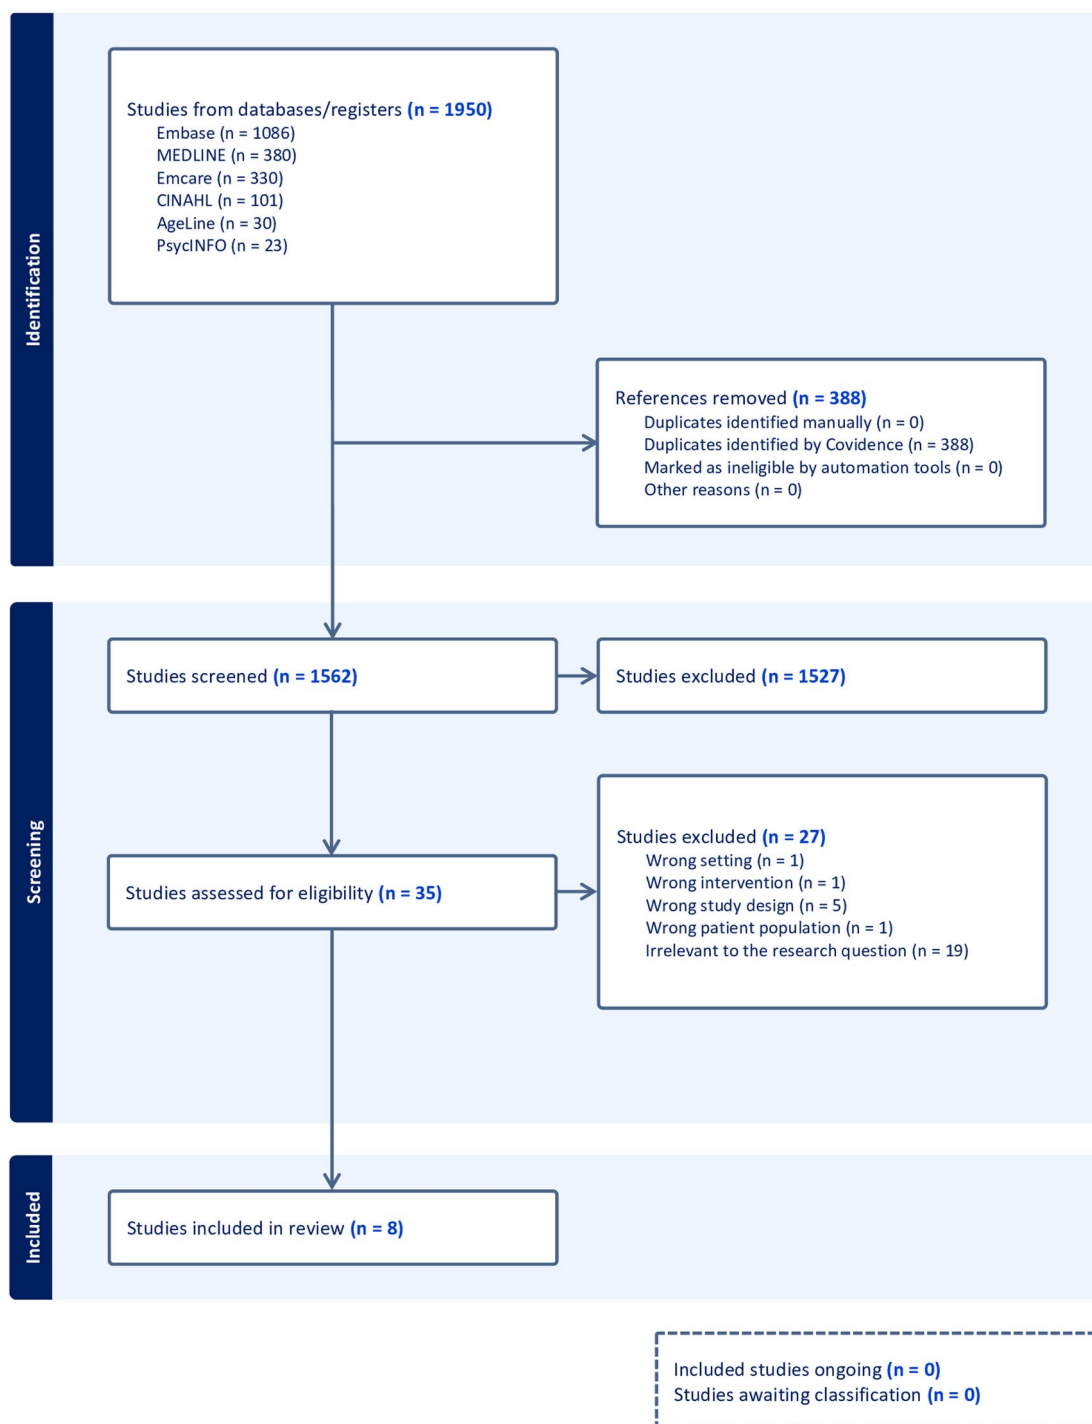 Identification
Studies from databases/registers (n = 1950)
Embase (n = 1086)
MEDLINE (n = 380)
Emcare (n = 330)
CINAHL (n = 101)
AgeLine (n = 30)
PsycINFO (n = 23)
References removed (n = 388)
Duplicates identified manually (n = 0)
Duplicates identified by Covidence (n = 388)
Marked as ineligible by automation tools (n = 0)
Other reasons (n = 0)
Screening
Studies screened (n = 1562)
Studies excluded (n = 1527)
Studies assessed for eligibility (n = 35)
Studies excluded (n = 27)
Wrong setting (n = 1)
Wrong intervention (n = 1)
Wrong study design (n = 5)
Wrong patient population (n = 1)
Irrelevant to the research question (n = 19)
Included
Studies included in review (n = 8)
Included studies ongoing (n = 0)
Studies awaiting classification (n = 0)